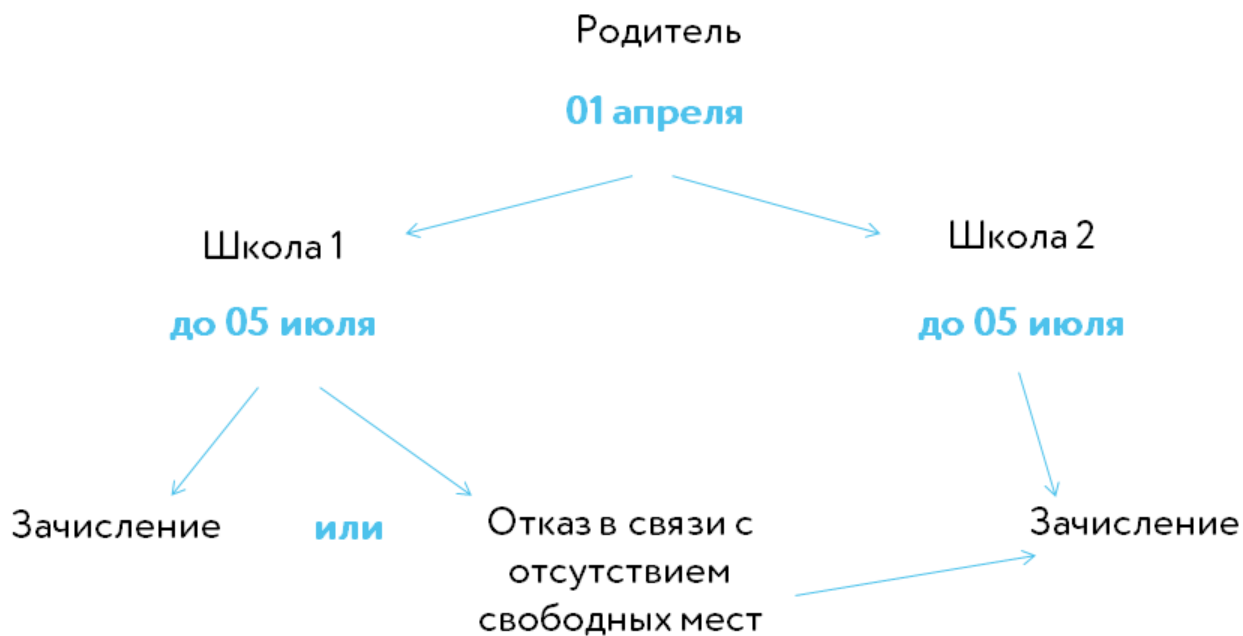 Родитель
01 апреля
Школа 1
Школа 2
до 05 июля
до 05 июля
Зачисление
или
Отказ в связи с
отсутствием
свободных мест
Зачисление